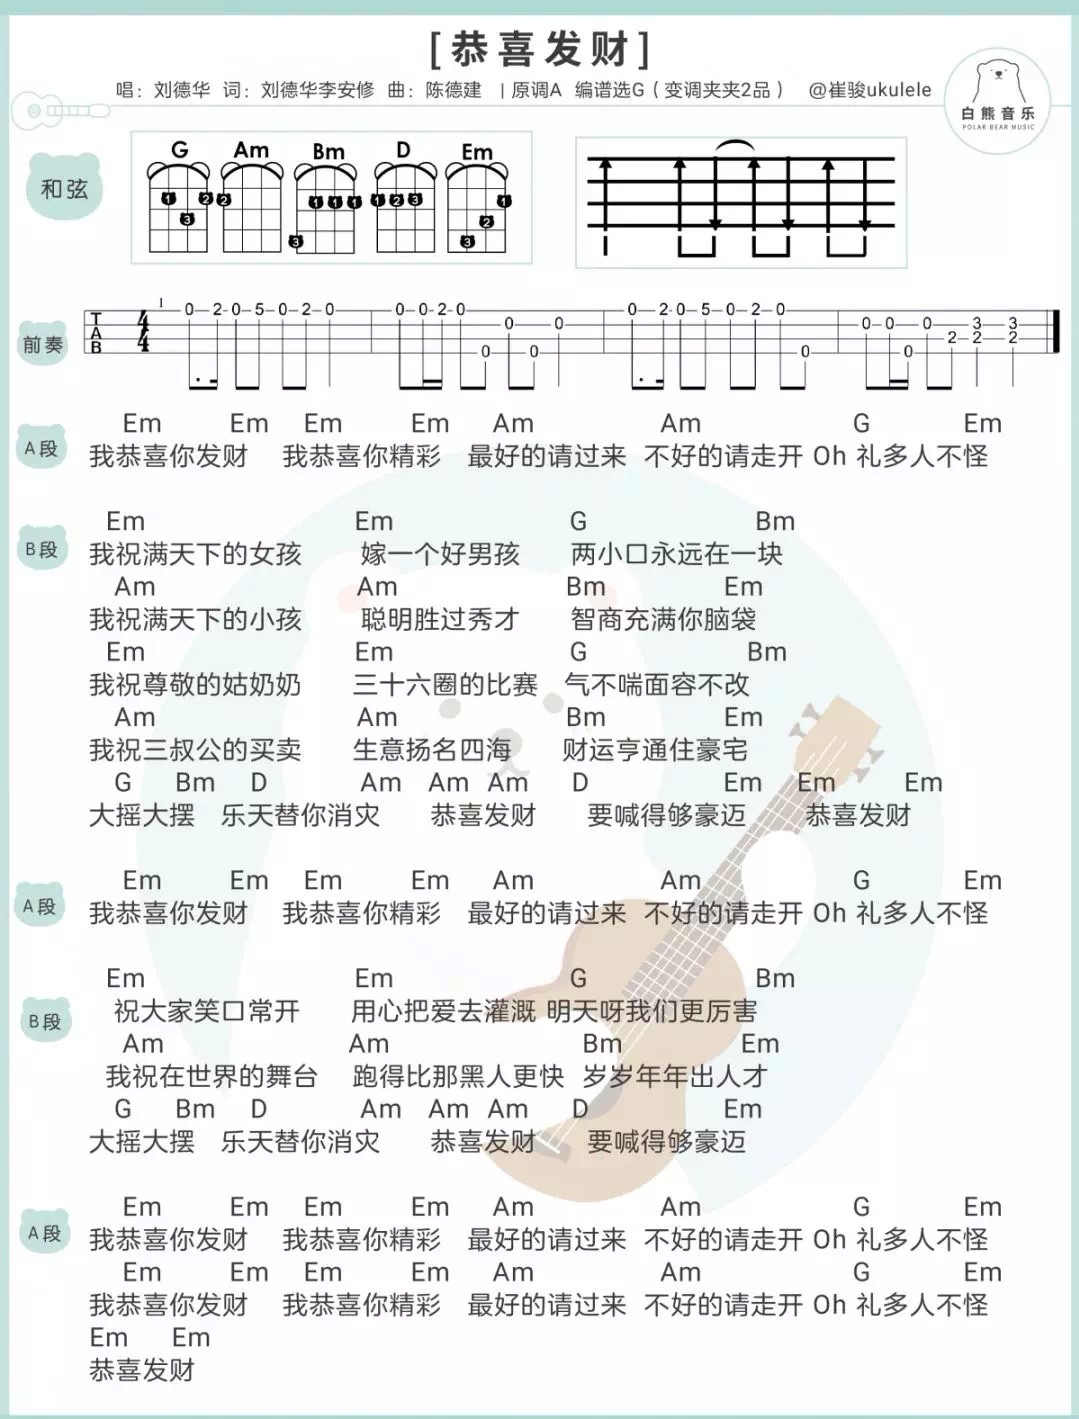 [恭喜发财]
唱：刘德华 词：刘德华李安修 曲：陈德建 | 原调A 编谱选G（变调夹夹2品） @崔骏ukulele
白熊音乐
POLAR BEAR MUSIC
和弦
G Am Bm D Em
1 2 3 2 1 1 1 3 1 2 3 1 2 3
前奏
1
TAB 4/4
0 2 0 5 0 2 0 0 0 2 0 0 0 0 0 0 2 0 5 0 2 0 0 0 0 0 0 2 3 2 3 2
A段
Em Em Em Em Am Am G Em
我恭喜你发财 我恭喜你精彩 最好的请过来 不好的请走开 Oh 礼多人不怪
B段
Em Em G Bm
我祝满天下的女孩 嫁一个好男孩 两小口永远在一块
Am Am Bm Em
我祝满天下的小孩 聪明胜过秀才 智商充满你脑袋
Em Em G Bm
我祝尊敬的姑奶奶 三十六圈的比赛 气不喘面容不改
Am Am Bm Em
我祝三叔公的买卖 生意扬名四海 财运亨通住豪宅
G Bm D Am Am Am D Em Em Em
大摇大摆 乐天替你消灾 恭喜发财 要喊得够豪迈 恭喜发财
A段
Em Em Em Em Am Am G Em
我恭喜你发财 我恭喜你精彩 最好的请过来 不好的请走开 Oh 礼多人不怪
B段
Em Em G Bm
祝大家笑口常开 用心把爱去灌溉 明天呀我们更厉害
Am Am Bm Em
我祝在世界的舞台 跑得比那黑人更快 岁岁年年出人才
G Bm D Am Am Am D Em
大摇大摆 乐天替你消灾 恭喜发财 要喊得够豪迈
A段
Em Em Em Em Am Am G Em
我恭喜你发财 我恭喜你精彩 最好的请过来 不好的请走开 Oh 礼多人不怪
Em Em Em Em Am Am G Em
我恭喜你发财 我恭喜你精彩 最好的请过来 不好的请走开 Oh 礼多人不怪
Em Em
恭喜发财